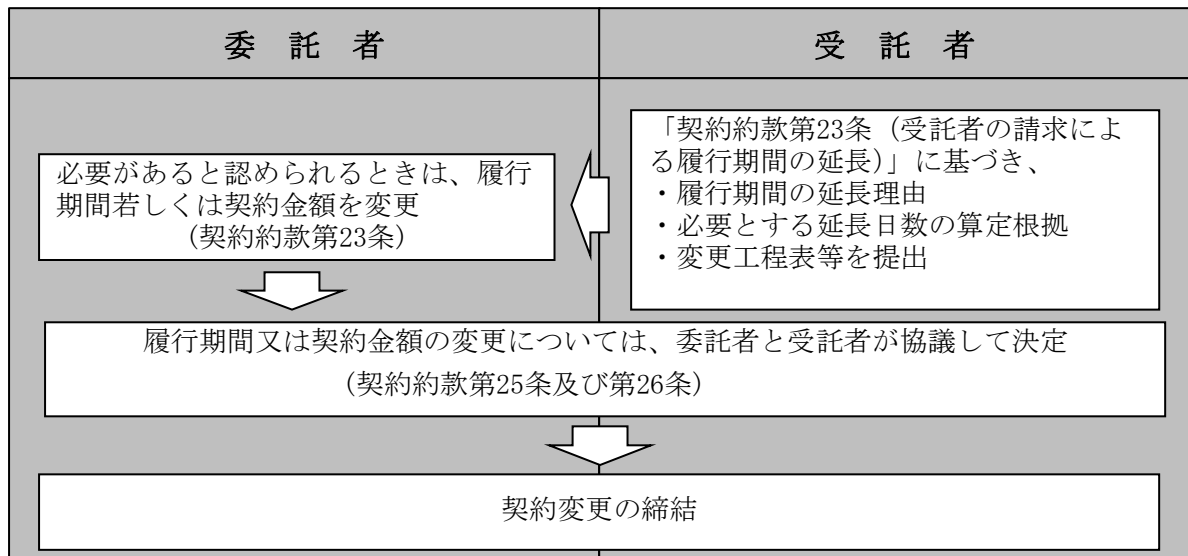 委 託 者
受 託 者
「契約約款第23条（受託者の請求によ
る履行期間の延長）」に基づき、
・履行期間の延長理由
・必要とする延長日数の算定根拠
・変更工程表等を提出
必要があると認められるときは、履行
期間若しくは契約金額を変更
（契約約款第23条）
履行期間又は契約金額の変更については、委託者と受託者が協議して決定
（契約約款第25条及び第26条）
契約変更の締結